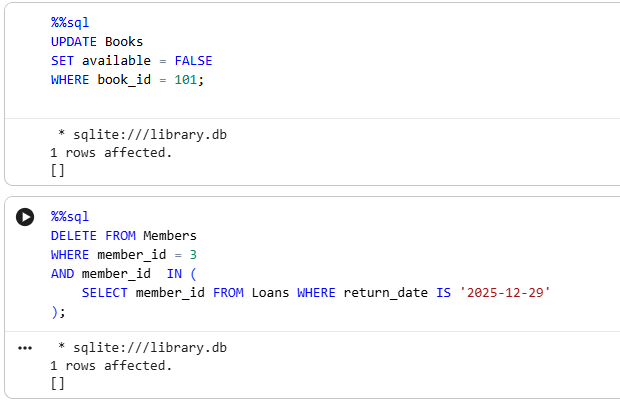 %%sql
UPDATE Books
SET available = FALSE
WHERE book_id = 101;
* sqlite:///library.db
1 rows affected.
[]
%%sql
DELETE FROM Members
WHERE member_id = 3
AND member_id  IN (
    SELECT member_id FROM Loans WHERE return_date IS '2025-12-29'
);
* sqlite:///library.db
1 rows affected.
[]